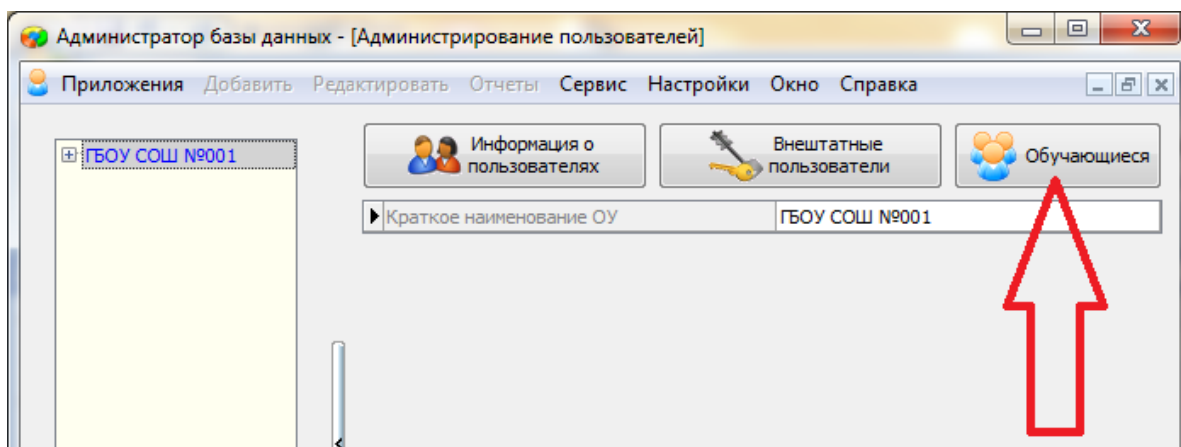 Администратор базы данных - [Администрирование пользователей]
Приложения Добавить Редактировать Отчеты Сервис Настройки Окно Справка
ГБОУ СОШ №001
Информация о
пользователях
Внештатные
пользователи
Обучающиеся
Краткое наименование ОУ ГБОУ СОШ №001